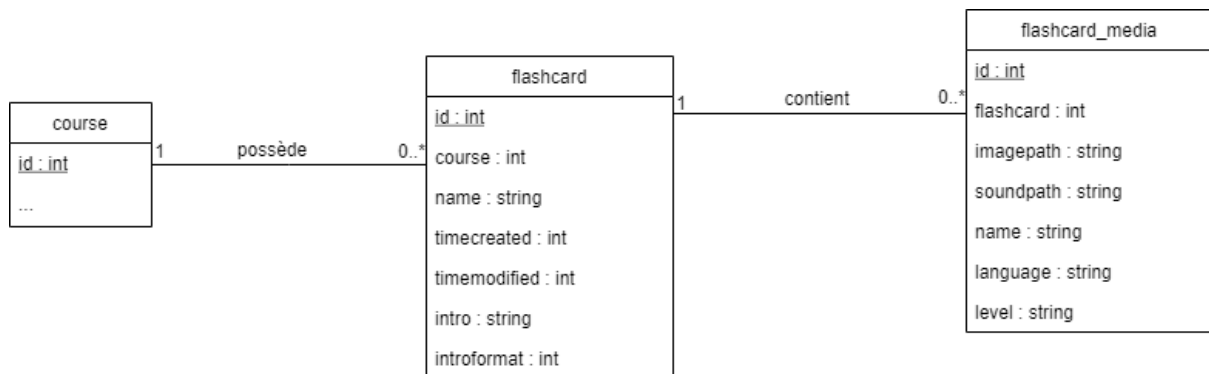 course
id : int
...
1
possède
0..*
flashcard
id : int
course : int
name : string
timecreated : int
timemodified : int
intro : string
introformat : int
1
contient
0..*
flashcard_media
id : int
flashcard : int
imagepath : string
soundpath : string
name : string
language : string
level : string